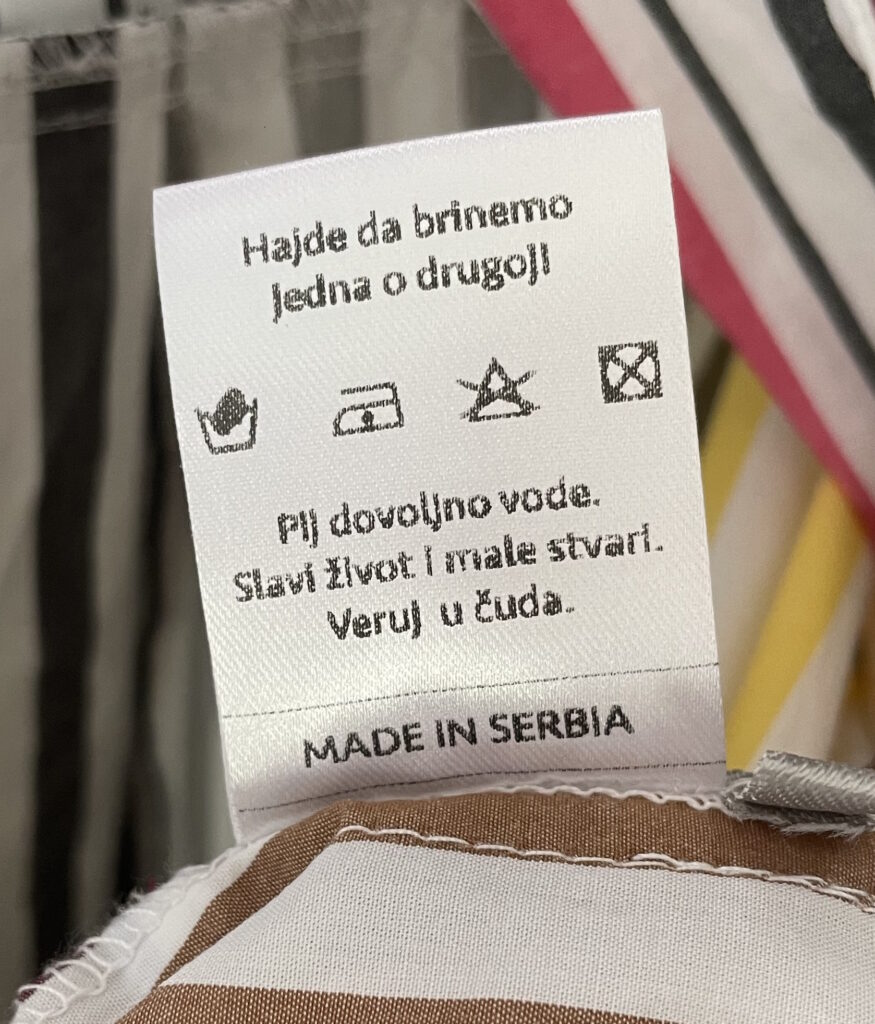 Hajde da brinemo
jedna o drugoj!
Pij dovoljno vode.
Slavi život i male stvari.
Veruj u čuda.
MADE IN SERBIA